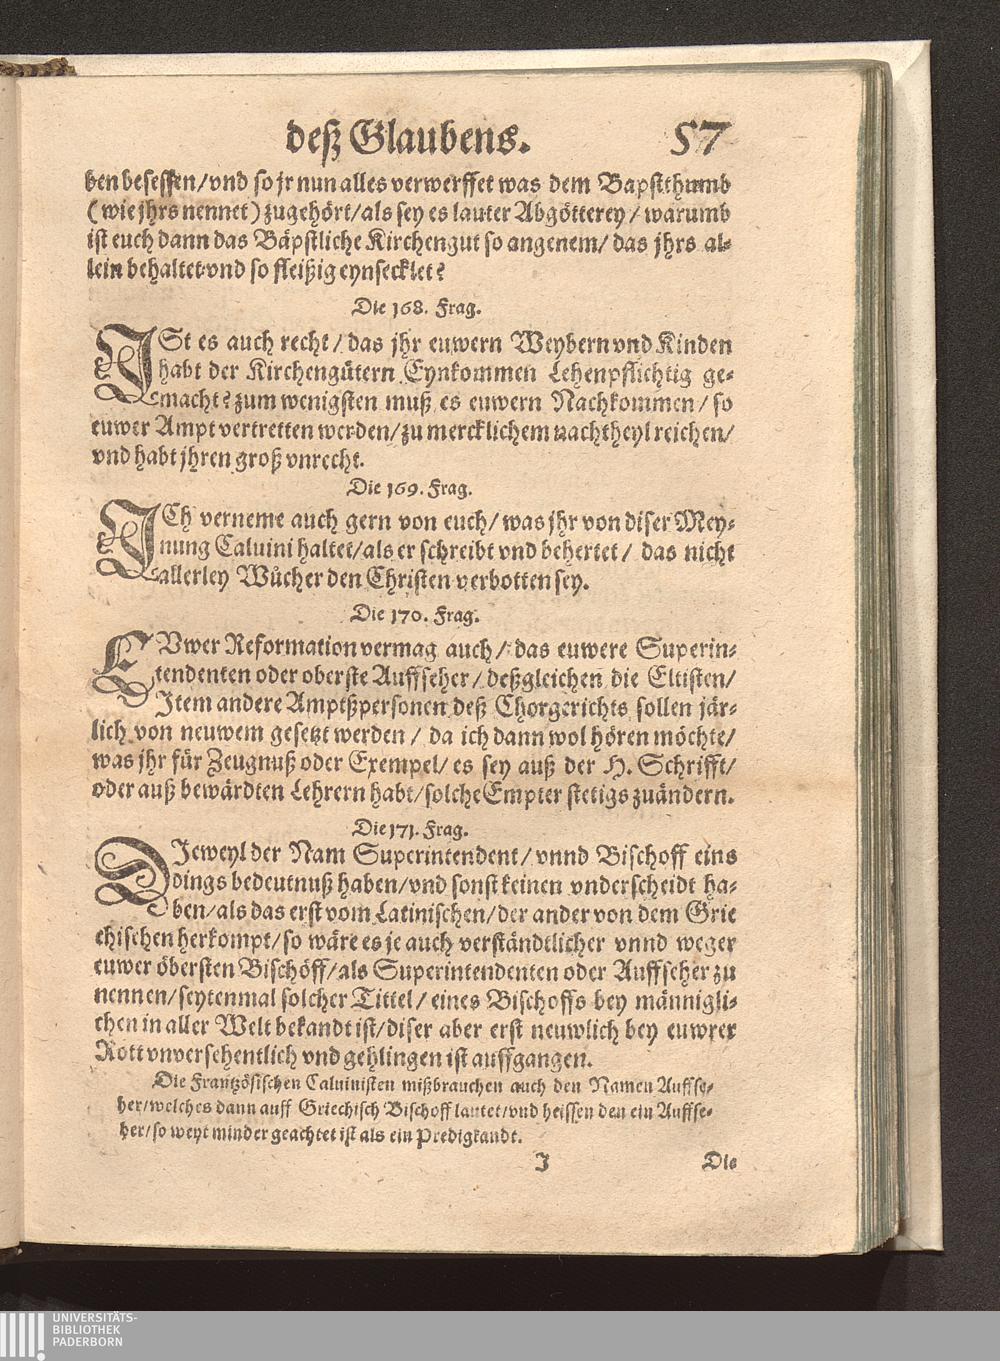 deß Glaubens. 57
ben besessen/vnd so jr nun alles verwerffet was dem Bapstthumb
(wie jhrs nennet) zugehört/als sey es lauter Abgötterey/ warumb
ist euch dann das Bäpstliche Kirchengut so angenem/ das jhrs al-
lein behaltet vnd so fleißig eynsecklet?
Die 168. Frag.
ISt es auch recht/ das jhr euwern Weybern vnd Kinden
habt der Kirchengütern Eynkommen Lehenpflichtig ge-
macht? zum wenigsten muß es euwern Nachkommen/ so
euwer Ampt vertretten werden/ zu mercklichem nachtheyl reichen/
vnd habt jhren groß vnrecht.
Die 169. Frag.
ICh verneme auch gern von euch/ was jhr von diser Mey-
nung Caluini haltet/als er schreibt vnd behertet/ das nicht
allerley Wůcher den Christen verbotten sey.
Die 170. Frag.
EVwer Reformation vermag auch/ das euwere Superin-
tendenten oder oberste Auffseher/ deßgleichen die Eltisten/
Item andere Amptßpersonen deß Chorgerichts sollen jär-
lich von neuwem gesetzt werden/ da ich dann wol hören möchte/
was jhr für Zeugnuß oder Exempel/ es sey auß der H. Schrifft/
oder auß bewärdten Lehrern habt/solche Empter stetigs zuändern.
Die 171. Frag.
DIeweyl der Nam Superintendent/ vnnd Bischoff eins
dings bedeutnuß haben/vnd sonst keinen vnderscheidt ha-
ben/als das erst vom Latinischen/der ander von dem Grie
chischen herkompt/so wäre es je auch verständtlicher vnnd weger
euwer öbersten Bischöff/als Superintendenten oder Auffseher zu
nennen/seytenmal solcher Tittel/ eines Bischoffs bey männigli-
chen in aller Welt bekandt ist/diser aber erst neuwlich bey euwrer
Rott vnversehentlich vnd gehlingen ist auffgangen.
Die Frantzösischen Caluinisten mißbrauchen auch den Namen Auffse-
her/welches dann auff Griechisch Bischoff lautet/vnd heissen den ein Auffse-
her/so weyt minder geachtet ist als ein Predigkandt.
J Die
UNIVERSITÄTS-
BIBLIOTHEK
PADERBORN